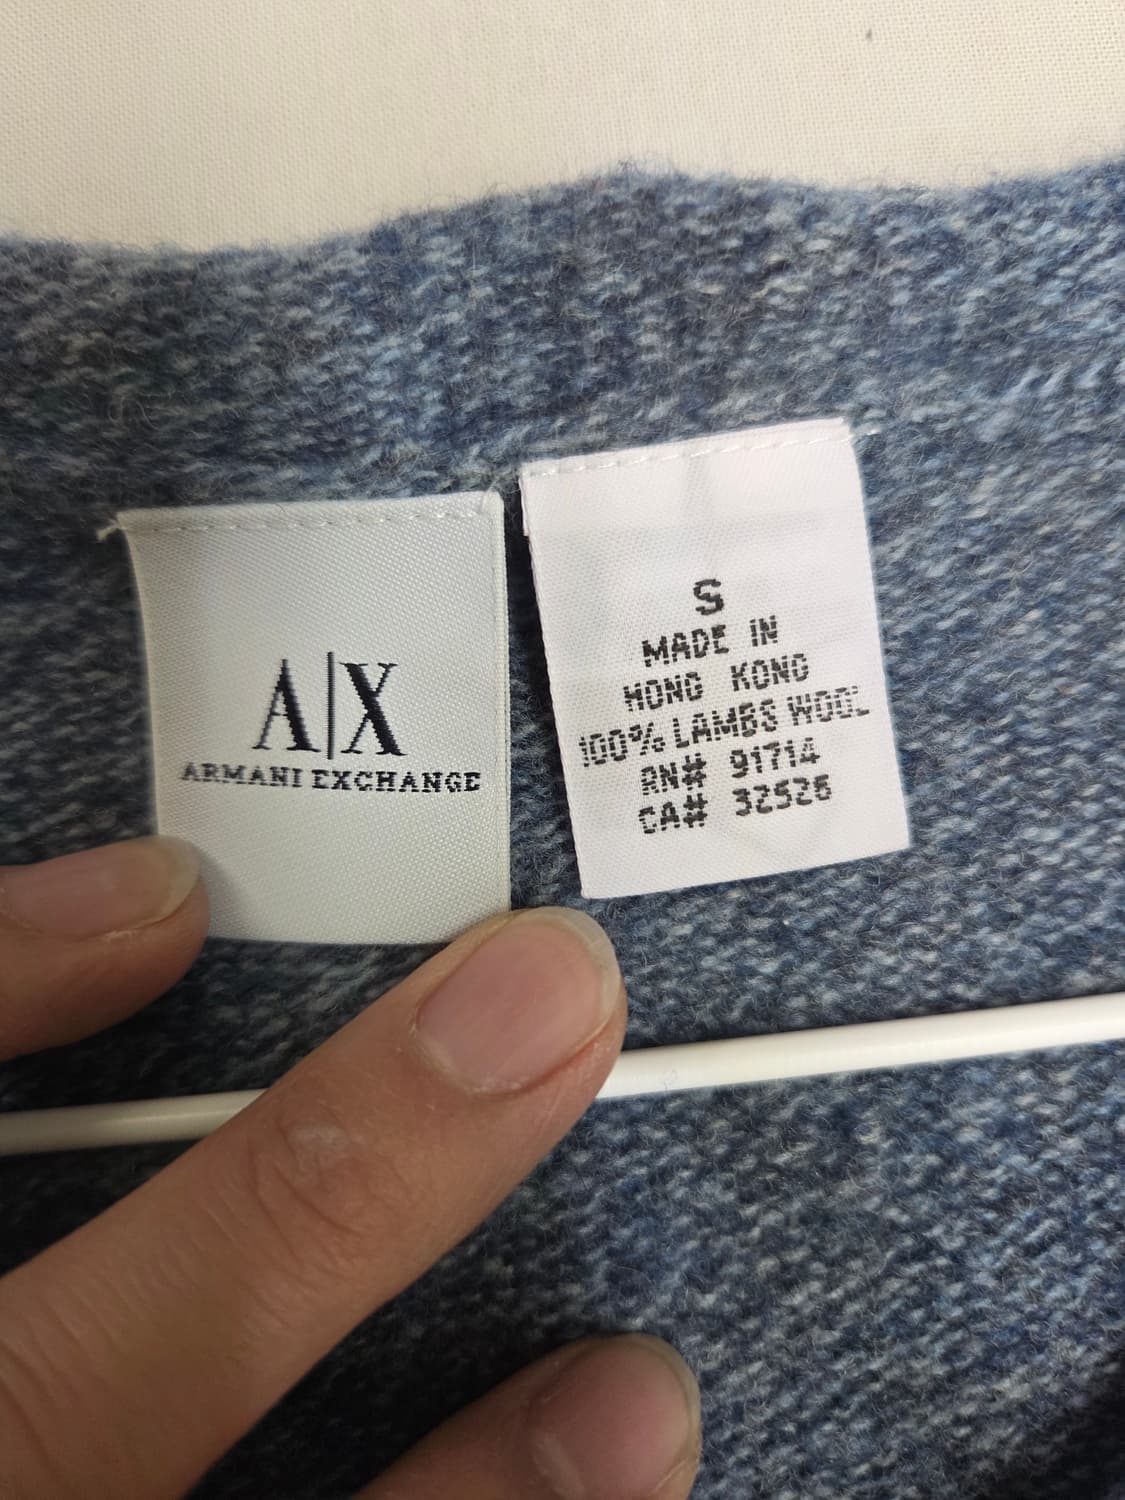 A|X
ARMANI EXCHANGE
S
MADE IN
HONG KONG
100% LAMBS WOOL
RN# 91714
CA# 32526